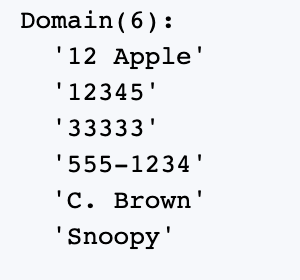 Domain(6):
'12 Apple'
'12345'
'33333'
'555-1234'
'C. Brown'
'Snoopy'